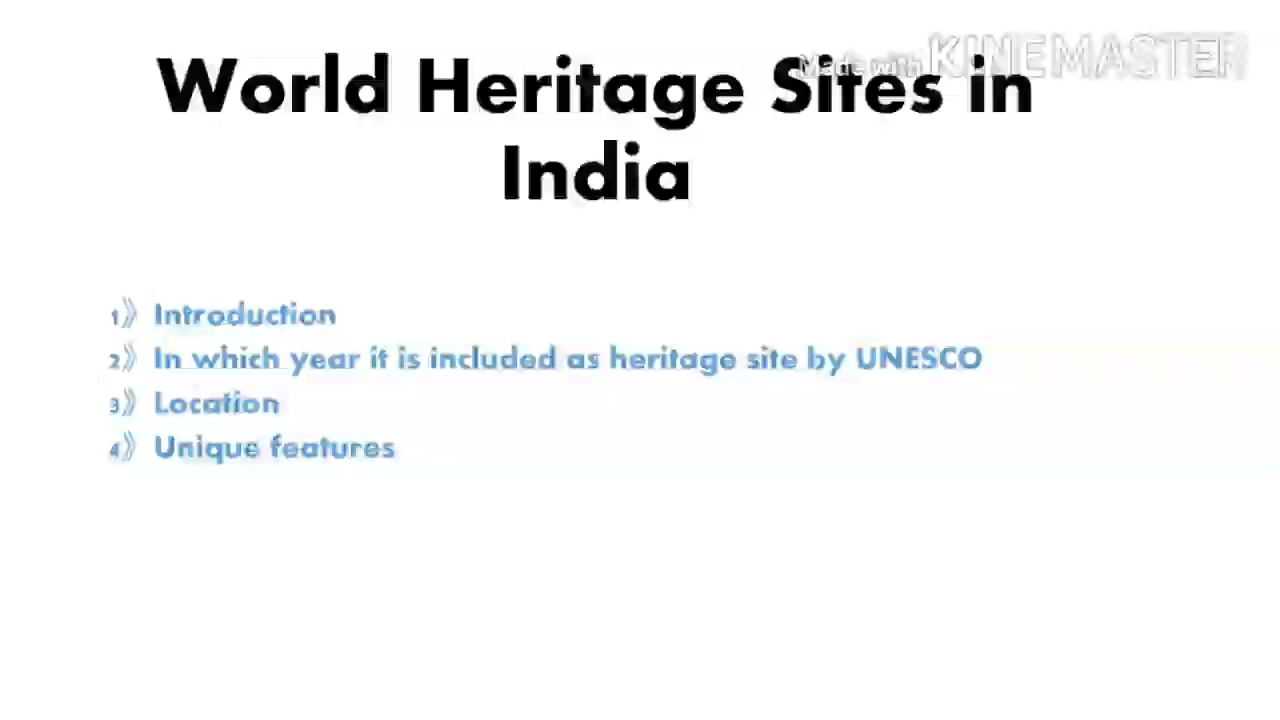 Made with KINEMASTER
World Heritage Sites in
India
1》 Introduction
2》 In which year it is included as heritage site by UNESCO
3》 Location
4》 Unique features